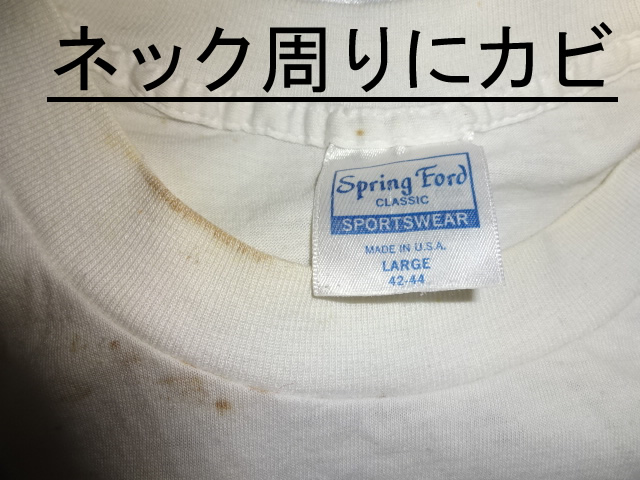 ネック周りにカビ
Spring Ford
CLASSIC
SPORTSWEAR
MADE IN U.S.A.
LARGE
42-44